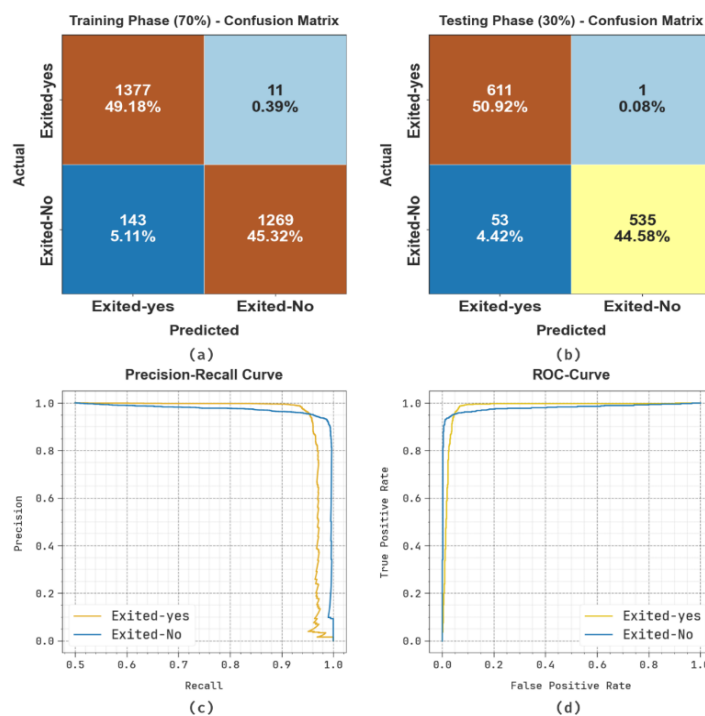 Training Phase (70%) - Confusion Matrix
Actual
Exited-yes
Exited-No
1377
49.18%
11
0.39%
143
5.11%
1269
45.32%
Exited-yes
Exited-No
Predicted
(a)
Testing Phase (30%) - Confusion Matrix
Actual
Exited-yes
Exited-No
611
50.92%
1
0.08%
53
4.42%
535
44.58%
Exited-yes
Exited-No
Predicted
(b)
Precision-Recall Curve
Precision
1.0
0.8
0.6
0.4
0.2
0.0
Exited-yes
Exited-No
0.5 0.6 0.7 0.8 0.9 1.0
Recall
(c)
ROC-Curve
True Positive Rate
1.0
0.8
0.6
0.4
0.2
0.0
Exited-yes
Exited-No
0.0 0.2 0.4 0.6 0.8 1.0
False Positive Rate
(d)